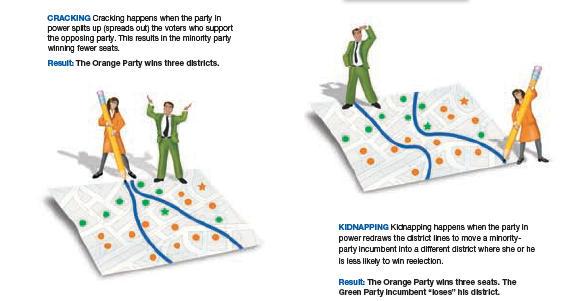 CRACKING Cracking happens when the party in
power splits up (spreads out) the voters who support
the opposing party. This results in the minority party
winning fewer seats.
Result: The Orange Party wins three districts.
KIDNAPPING Kidnapping happens when the party in
power redraws the district lines to move a minority-
party incumbent into a different district where she or he
is less likely to win reelection.
Result: The Orange Party wins three seats. The
Green Party incumbent “loses” his district.